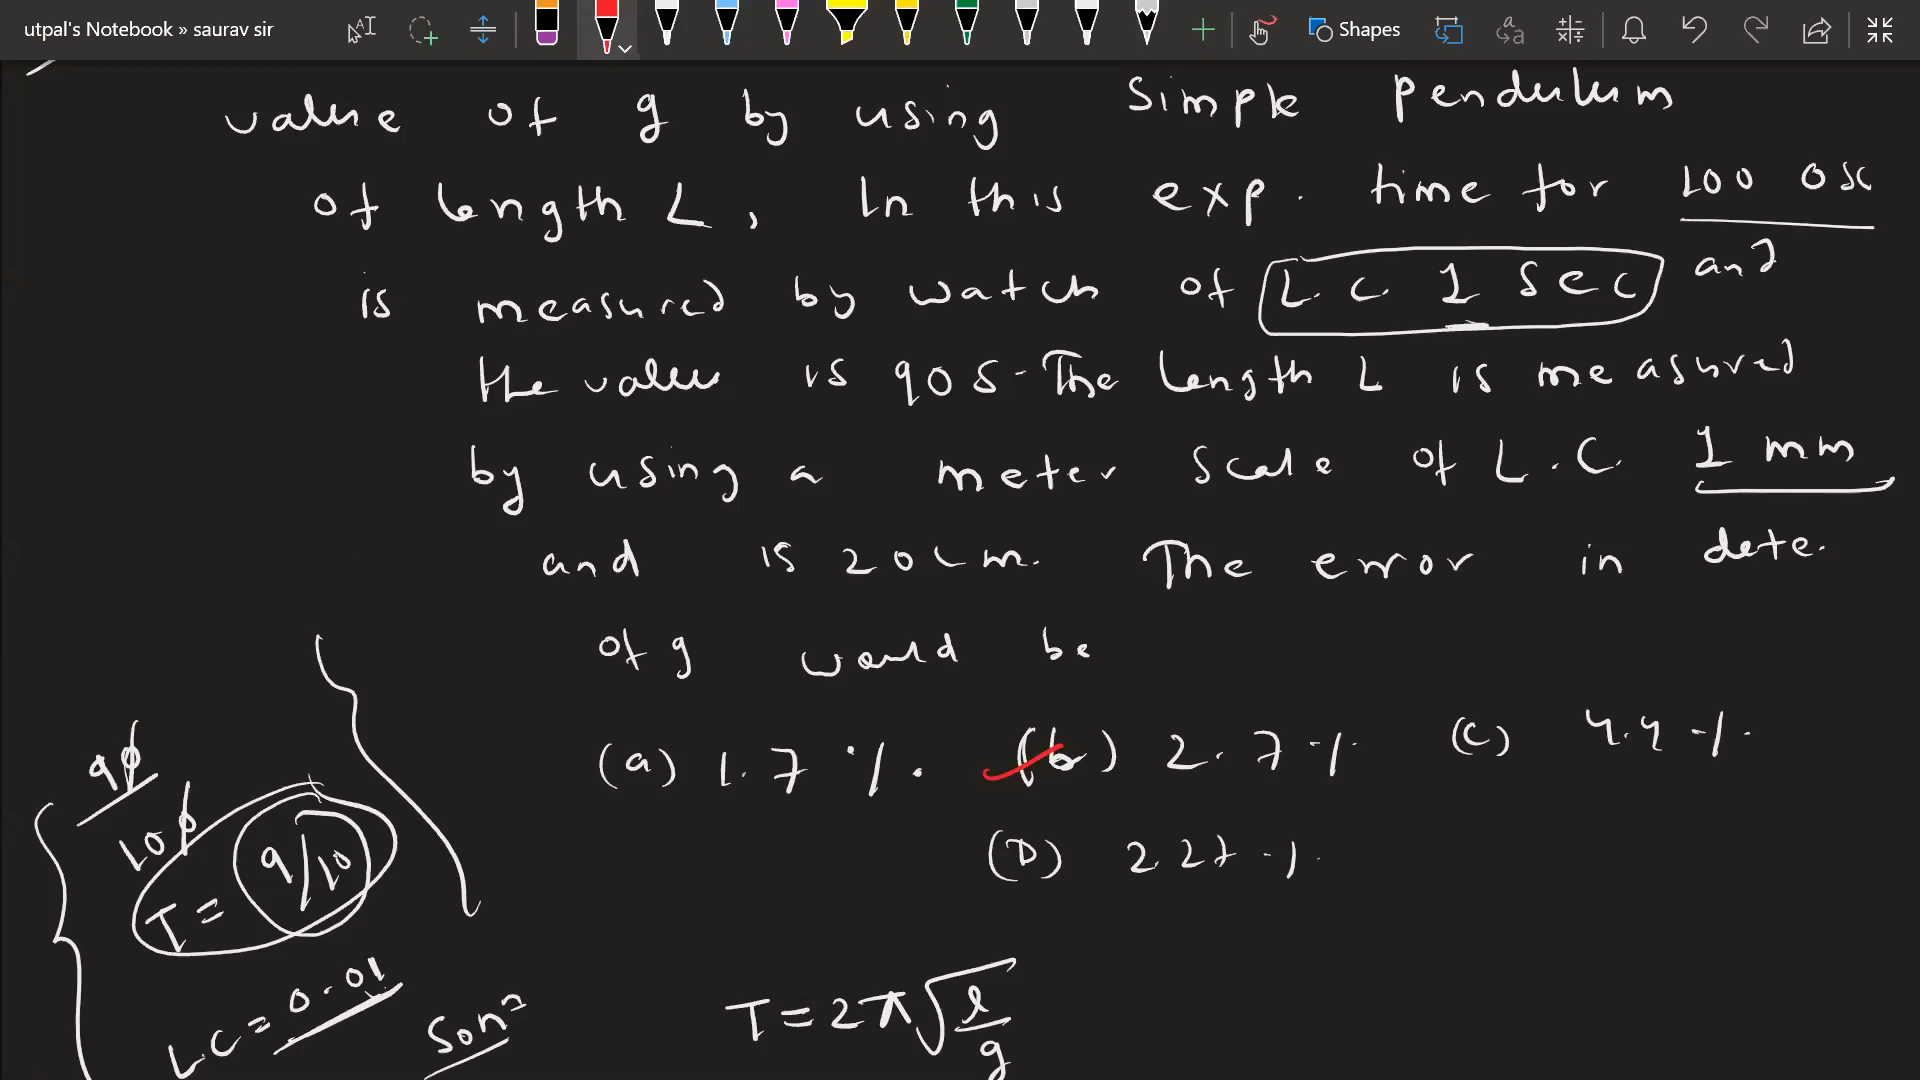 utpal's Notebook » saurav sir
Shapes
value of g by using Simple pendulum
of length L, In this exp. time for 100 osc
is measured by watch of L.C. 1 sec and
the value is 90 s. The length L is measured
by using a meter scale of L.C. 1 mm
and is 20 cm. The error in dete.
of g would be
(a) 1.7 %. (b) 2.7 %. (C) 4.4 %.
(D) 2.27 %.
90
100
T = 9/10
L.C = 0.01
Son?
T = 2π√l/g